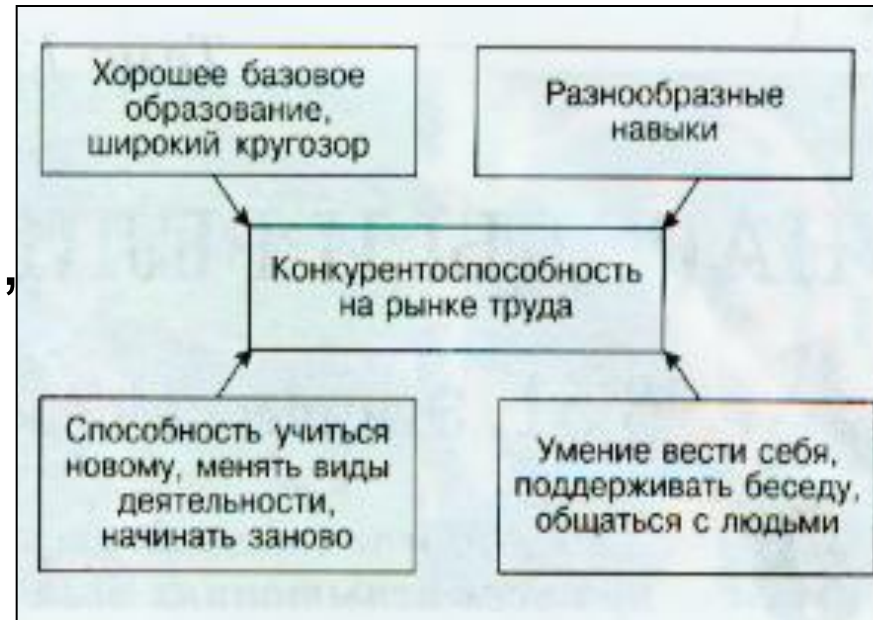 Хорошее базовое
образование,
широкий кругозор
Разнообразные
навыки
,
Конкурентоспособность
на рынке труда
Способность учиться
новому, менять виды
деятельности,
начинать заново
Умение вести себя,
поддерживать беседу,
общаться с людьми